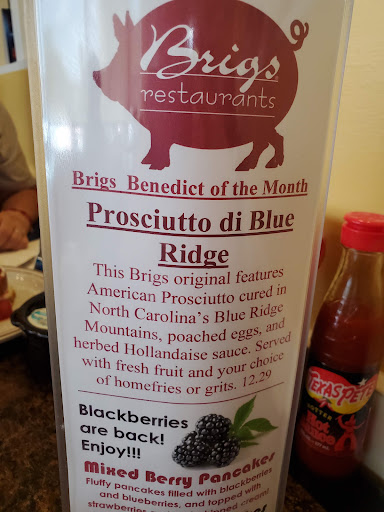 Brigs
restaurants
Brigs Benedict of the Month
Prosciutto di Blue
Ridge
This Brigs original features
American Prosciutto cured in
North Carolina's Blue Ridge
Mountains, poached eggs, and
herbed Hollandaise sauce. Served
with fresh fruit and your choice
of homefries or grits. 12.29
Blackberries
are back!
Enjoy!!!
Mixed Berry Pancakes
Fluffy pancakes filled with blackberries
and blueberries, and topped with
strawberries
TEXAS PETE
Hot
Sauce